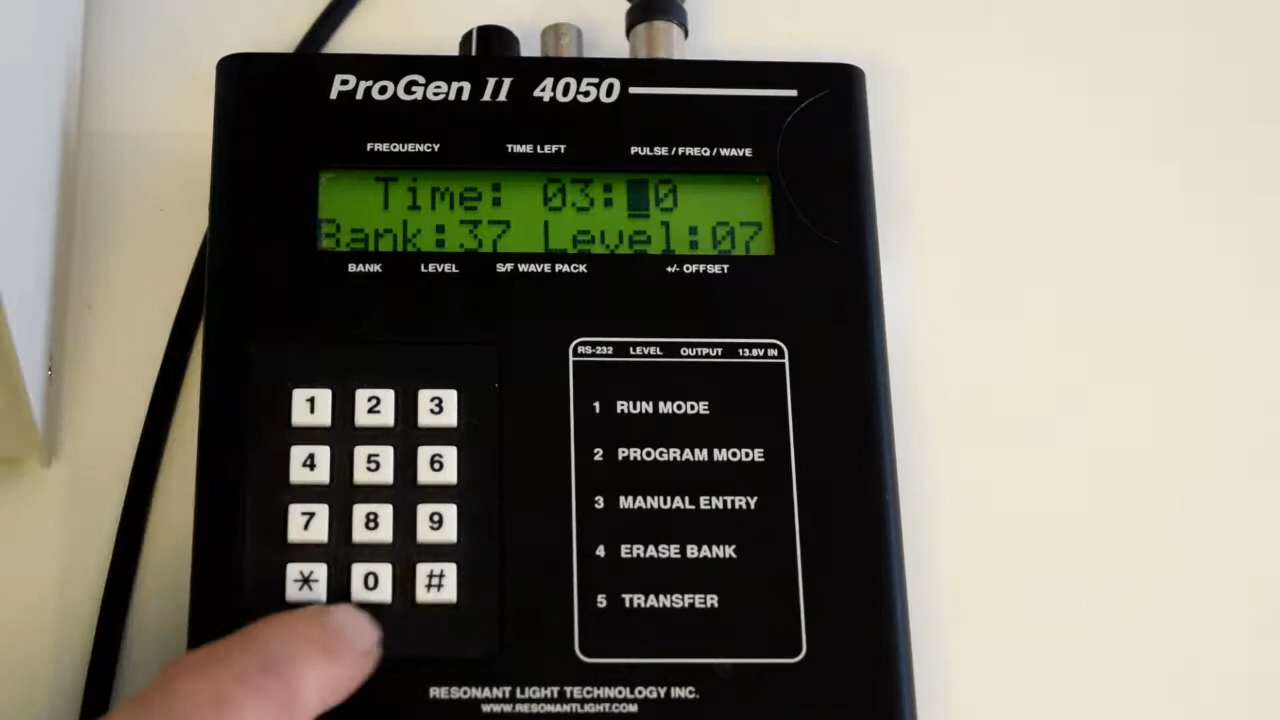 ProGen II 4050
FREQUENCY TIME LEFT PULSE / FREQ / WAVE
Time: 03: 0
Bank:37 Level:07
BANK LEVEL S/F WAVE PACK +/- OFFSET
RS-232 LEVEL OUTPUT 13.8V IN
1 RUN MODE
2 PROGRAM MODE
3 MANUAL ENTRY
4 ERASE BANK
5 TRANSFER
1 2 3
4 5 6
7 8 9
* 0 #
RESONANT LIGHT TECHNOLOGY INC.
WWW.RESONANTLIGHT.COM